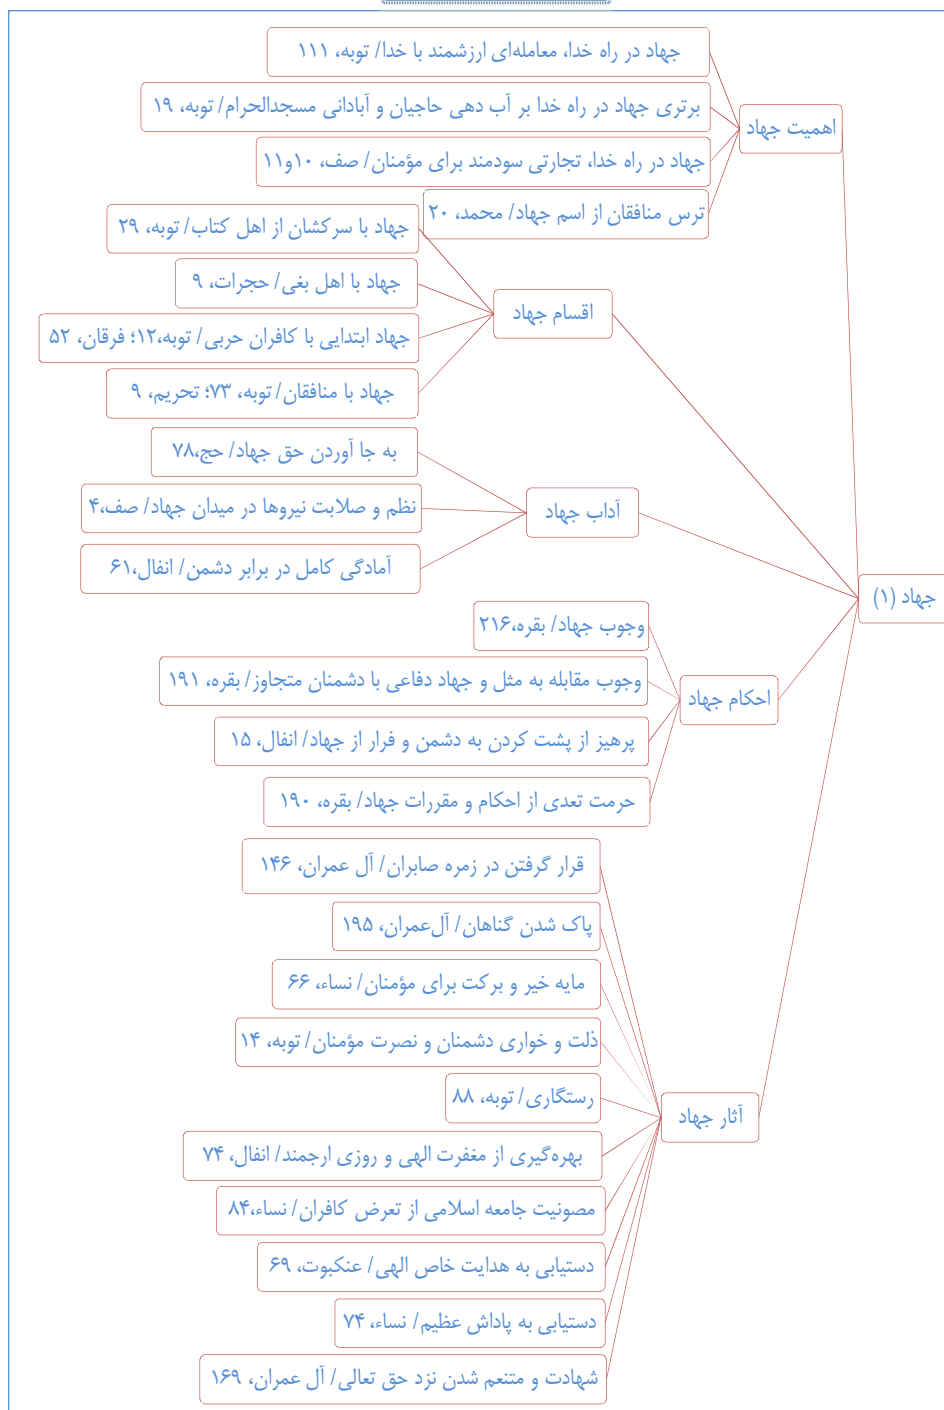 جهاد (۱)
اهمیت جهاد
جهاد در راه خدا، معامله‌ای ارزشمند با خدا/ توبه، ۱۱۱
برتری جهاد در راه خدا بر آب دهی حاجیان و آبادانی مسجدالحرام/ توبه، ۱۹
جهاد در راه خدا، تجارتی سودمند برای مؤمنان/ صف، ۱۰و۱۱
ترس منافقان از اسم جهاد/ محمد، ۲۰
اقسام جهاد
جهاد با سرکشان از اهل کتاب/ توبه، ۲۹
جهاد با اهل بغی/ حجرات، ۹
جهاد ابتدایی با کافران حربی/ توبه،۱۲؛ فرقان، ۵۲
جهاد با منافقان/ توبه، ۷۳؛ تحریم، ۹
آداب جهاد
به جا آوردن حق جهاد/ حج،۷۸
نظم و صلابت نیروها در میدان جهاد/ صف،۴
آمادگی کامل در برابر دشمن/ انفال،۶۱
احکام جهاد
وجوب جهاد/ بقره،۲۱۶
وجوب مقابله به مثل و جهاد دفاعی با دشمنان متجاوز/ بقره، ۱۹۱
پرهیز از پشت کردن به دشمن و فرار از جهاد/ انفال، ۱۵
حرمت تعدی از احکام و مقررات جهاد/ بقره، ۱۹۰
آثار جهاد
قرار گرفتن در زمره صابران/ آل عمران، ۱۴۶
پاک شدن گناهان/ آل‌عمران، ۱۹۵
مایه خیر و برکت برای مؤمنان/ نساء، ۶۶
ذلت و خواری دشمنان و نصرت مؤمنان/ توبه، ۱۴
رستگاری/ توبه، ۸۸
بهره‌گیری از مغفرت الهی و روزی ارجمند/ انفال، ۷۴
مصونیت جامعه اسلامی از تعرض کافران/ نساء،۸۴
دستیابی به هدایت خاص الهی/ عنکبوت، ۶۹
دستیابی به پاداش عظیم/ نساء، ۷۴
شهادت و متنعم شدن نزد حق تعالی/ آل عمران، ۱۶۹